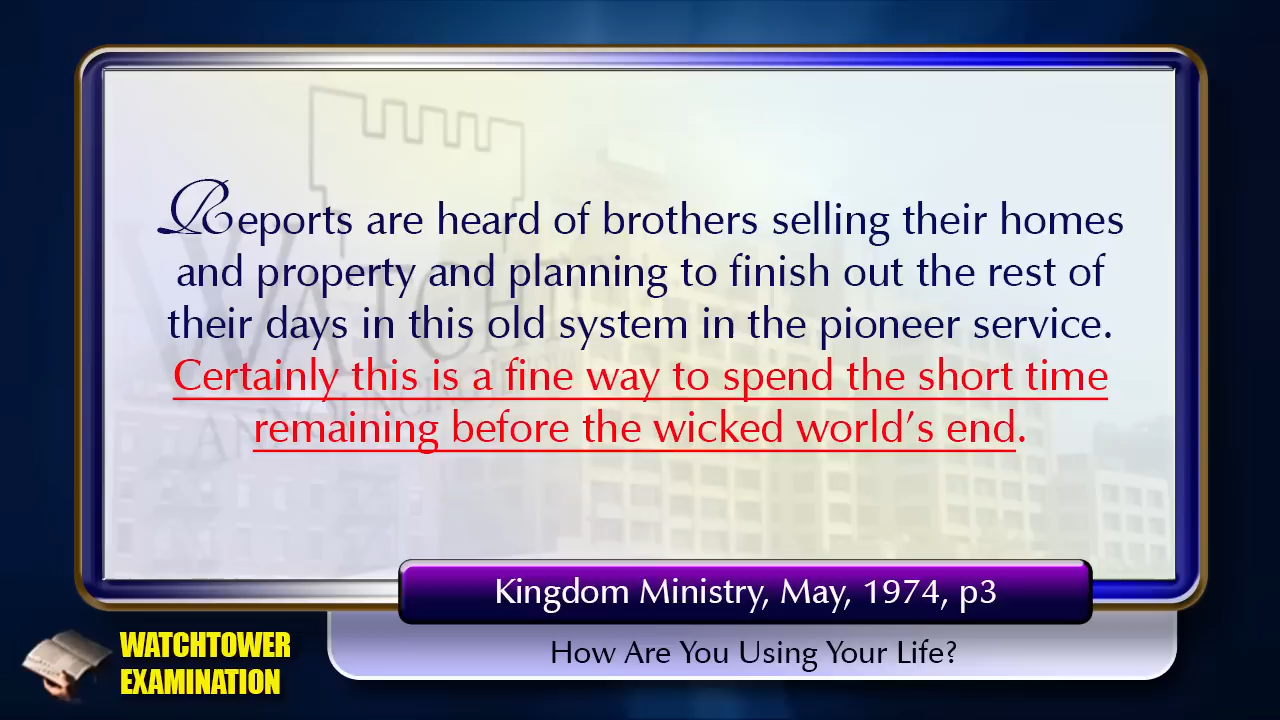 Reports are heard of brothers selling their homes
and property and planning to finish out the rest of
their days in this old system in the pioneer service.
Certainly this is a fine way to spend the short time
remaining before the wicked world's end.
Kingdom Ministry, May, 1974, p3
How Are You Using Your Life?
WATCHTOWER
EXAMINATION